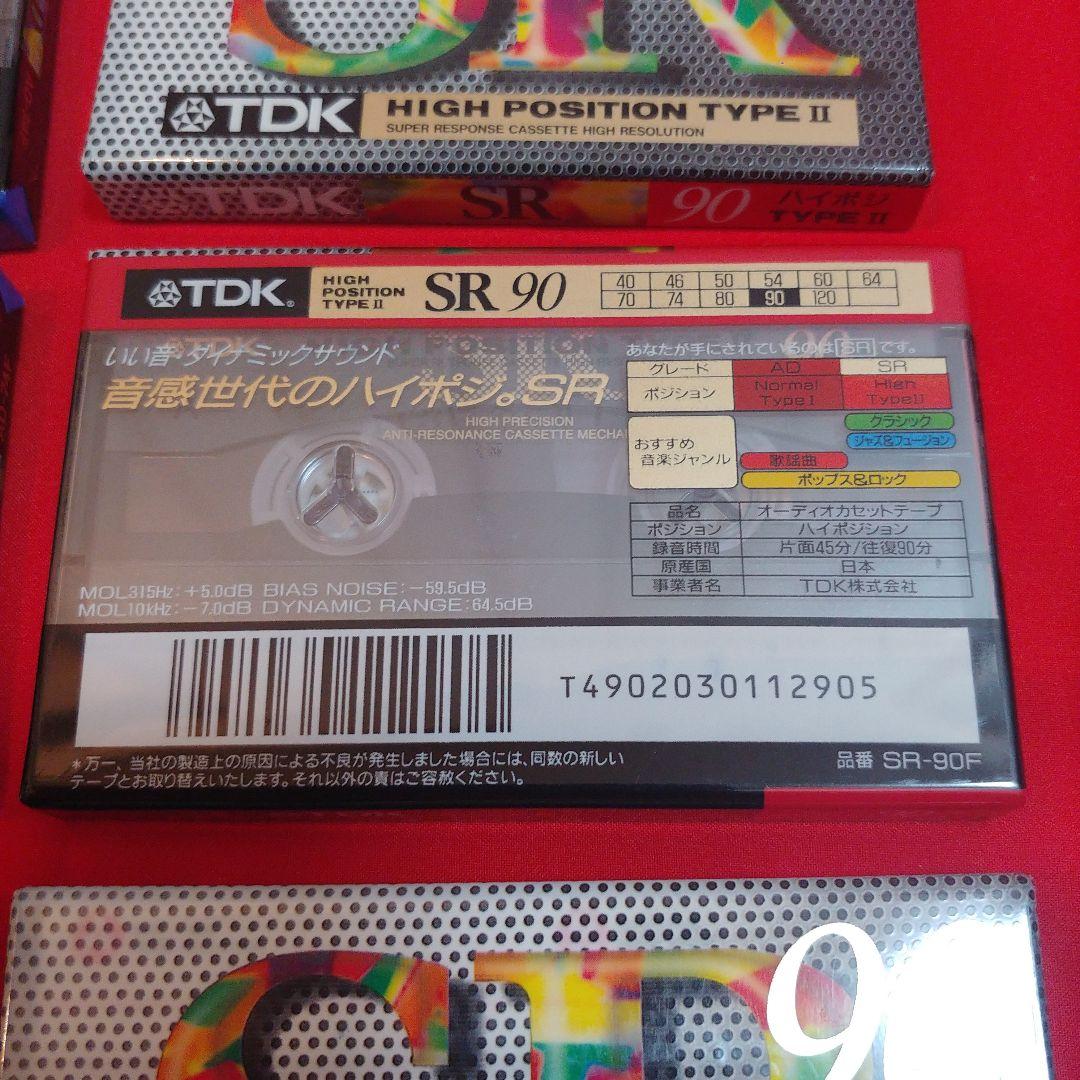 SR
TDK HIGH POSITION TYPE II
SUPER RESPONSE CASSETTE HIGH RESOLUTION
TDK SR 90 ハイポジ
TYPE II
TDK® HIGH POSITION TYPE II SR 90
40 46 50 54 60 64
70 74 80 90 120
いい音・ダイナミックサウンド
音感世代のハイポジ。SR
HIGH PRECISION
ANTI-RESONANCE CASSETTE
あなたが手にされているのは SR です。
グレード AD SR
ポジション Normal Type I High Type II
おすすめ音楽ジャンル
クラシック
ジャズ&フュージョン
歌謡曲
ポップス&ロック
品名 オーディオカセットテープ
ポジション ハイポジション
録音時間 片面45分/往復90分
原産国 日本
事業者名 TDK株式会社
MOL315Hz:+5.0dB BIAS NOISE:-59.5dB
MOL10kHz:-7.0dB DYNAMIC RANGE:64.5dB
T4902030112905
*万一、当社の製造上の原因による不良が発生しました場合には、同数の新しい
テープとお取り替えいたします。それ以外の責はご容赦ください。
品番 SR-90F
SR 90